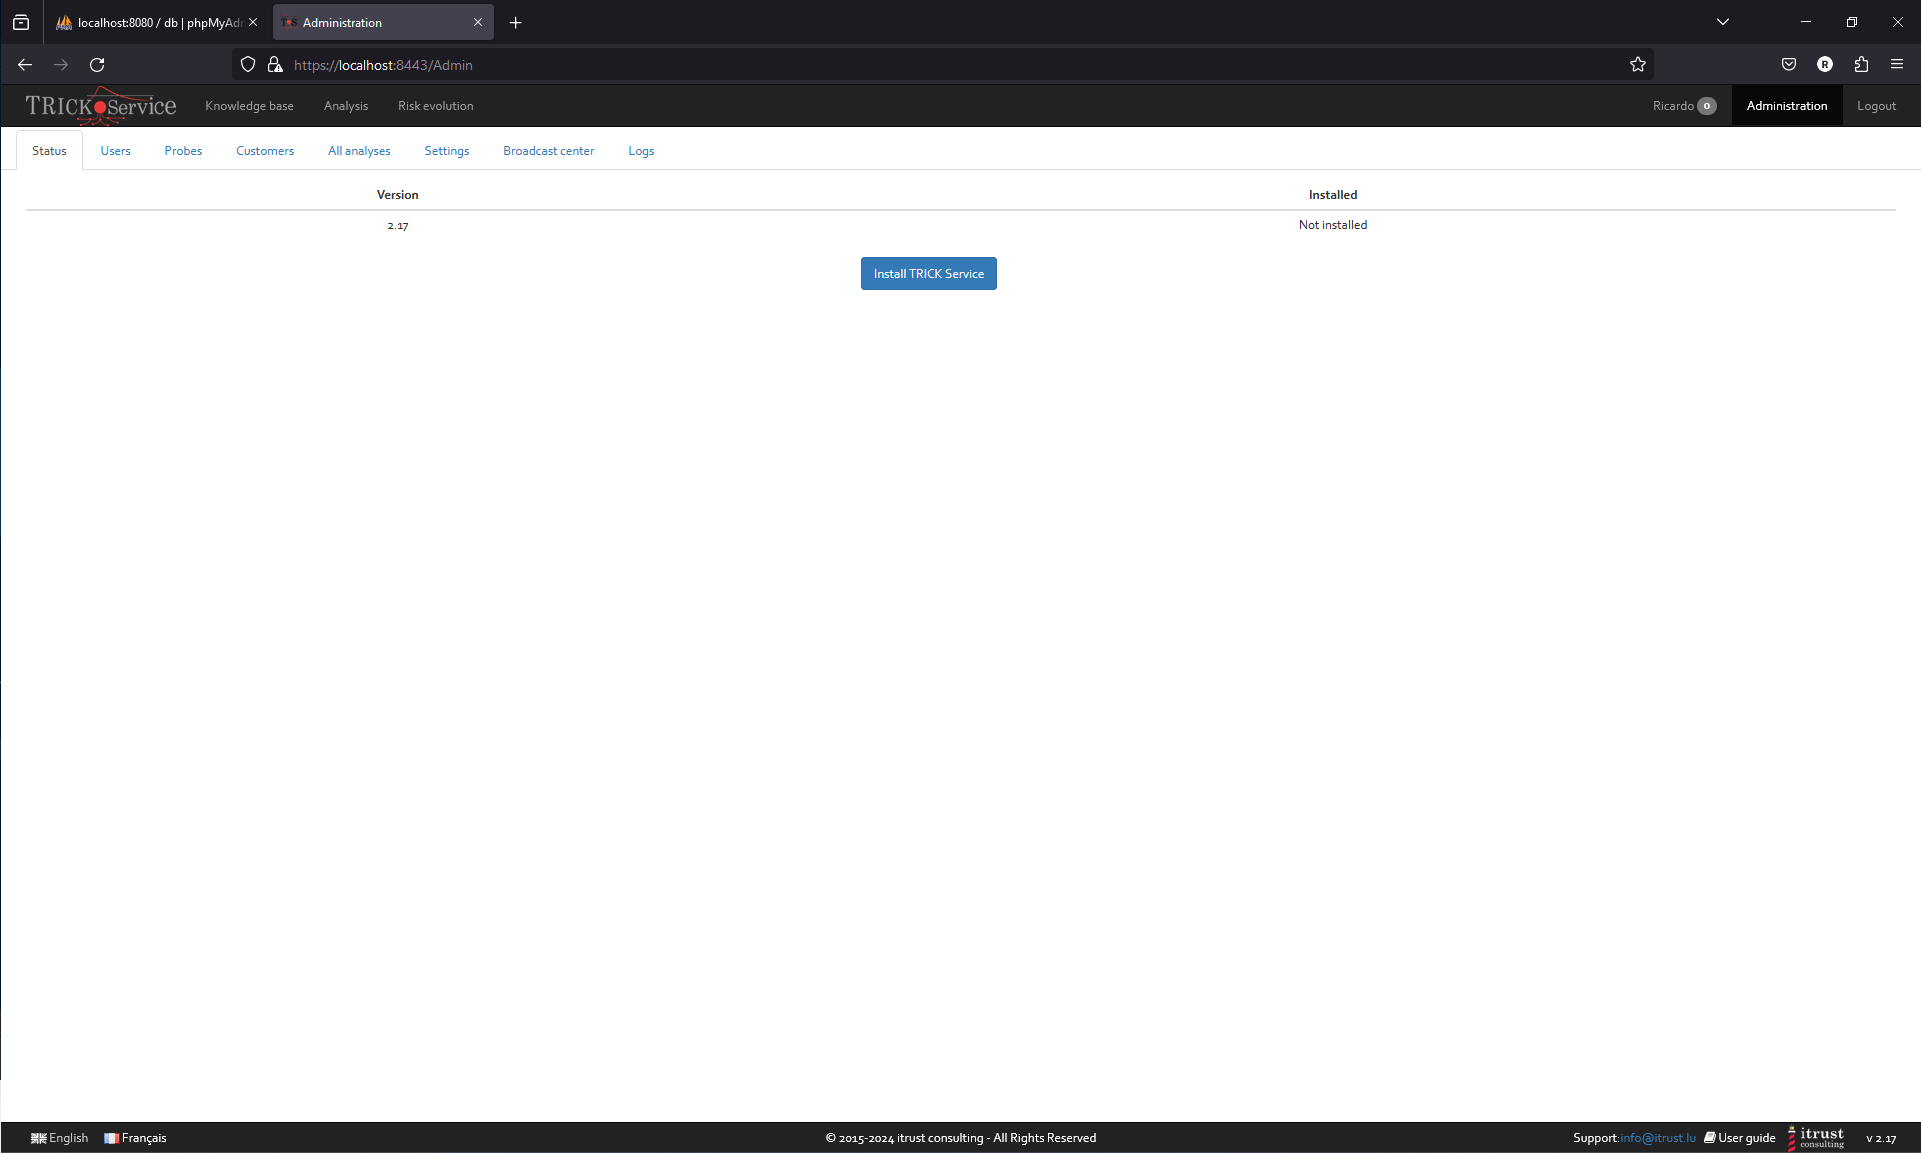 localhost:8080 / db | phpMyAdm
Administration
https://localhost:8443/Admin
R
TRICK Service
Knowledge base
Analysis
Risk evolution
Ricardo 0
Administration
Logout
Status
Users
Probes
Customers
All analyses
Settings
Broadcast center
Logs
Version
Installed
2.17
Not installed
Install TRICK Service
English
Français
© 2015-2024 itrust consulting - All Rights Reserved
Support:info@itrust.lu
User guide
itrust
consulting
v 2.17